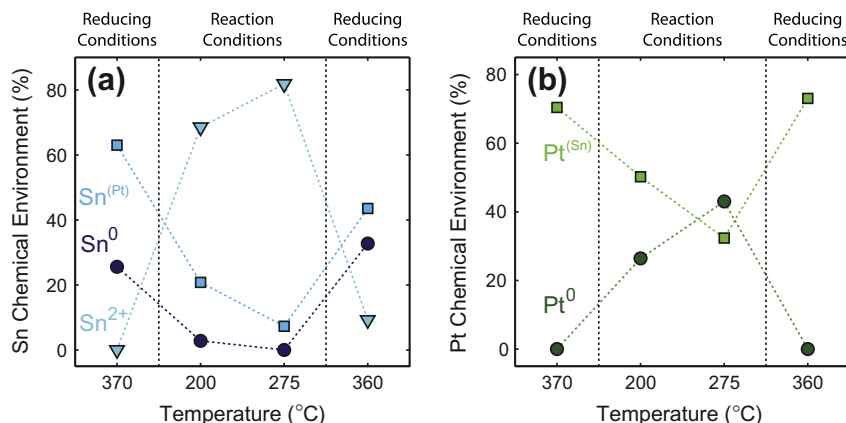 Reducing Conditions
Reaction Conditions
Reducing Conditions
(a)
Sn Chemical Environment (%)
80
60
40
20
0
Sn(Pt)
Sn0
Sn2+
370
200
275
360
Temperature (°C)
Reducing Conditions
Reaction Conditions
Reducing Conditions
(b)
Pt Chemical Environment (%)
80
60
40
20
0
Pt(Sn)
Pt0
370
200
275
360
Temperature (°C)